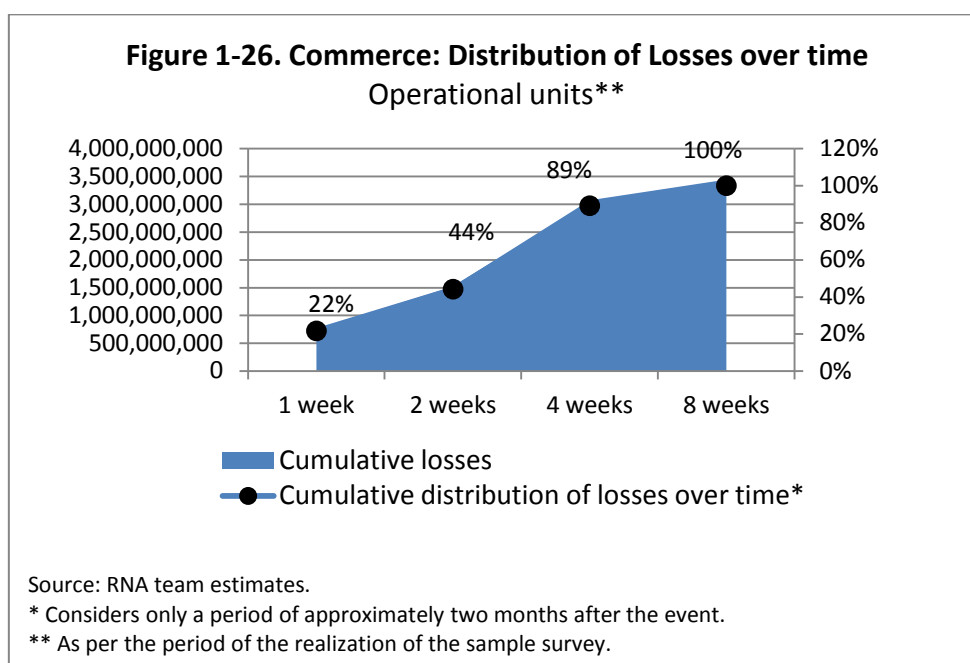 Figure 1-26. Commerce: Distribution of Losses over time
Operational units**
4,000,000,000
3,500,000,000
3,000,000,000
2,500,000,000
2,000,000,000
1,500,000,000
1,000,000,000
500,000,000
0
22%
44%
89%
100%
120%
100%
80%
60%
40%
20%
0%
1 week
2 weeks
4 weeks
8 weeks
Cumulative losses
Cumulative distribution of losses over time*
Source: RNA team estimates.
* Considers only a period of approximately two months after the event.
** As per the period of the realization of the sample survey.